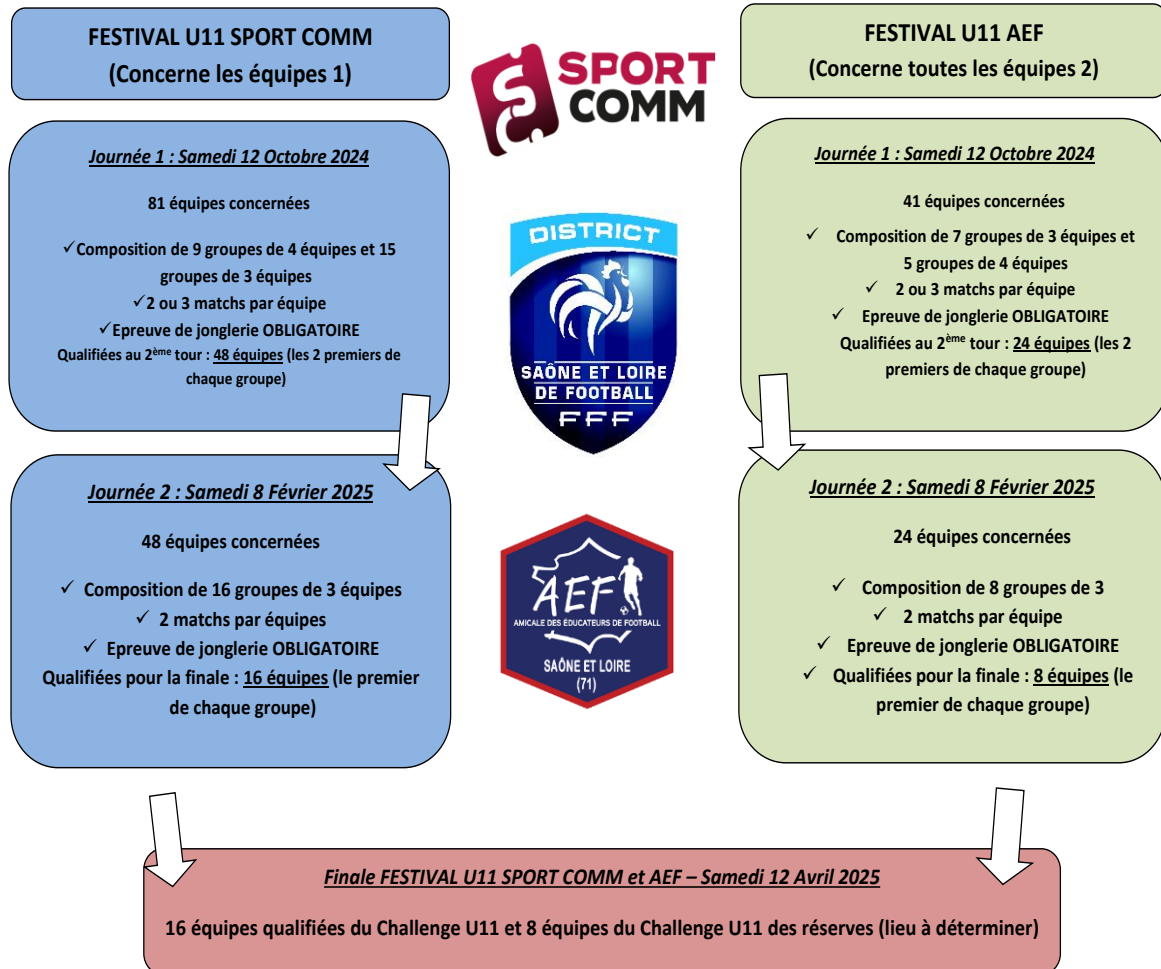 FESTIVAL U11 SPORT COMM
(Concerne les équipes 1)
Journée 1 : Samedi 12 Octobre 2024
81 équipes concernées
✓Composition de 9 groupes de 4 équipes et 15
groupes de 3 équipes
✓2 ou 3 matchs par équipe
✓Epreuve de jonglerie OBLIGATOIRE
Qualifiées au 2ème tour : 48 équipes (les 2 premiers de
chaque groupe)
Journée 2 : Samedi 8 Février 2025
48 équipes concernées
✓ Composition de 16 groupes de 3 équipes
✓ 2 matchs par équipes
✓ Epreuve de jonglerie OBLIGATOIRE
Qualifiées pour la finale : 16 équipes (le premier
de chaque groupe)
SPORT
COMM
DISTRICT
SAÔNE ET LOIRE
DE FOOTBALL
FFF
AEF
AMICALE DES ÉDUCATEURS DE FOOTBALL
SAÔNE ET LOIRE
(71)
FESTIVAL U11 AEF
(Concerne toutes les équipes 2)
Journée 1 : Samedi 12 Octobre 2024
41 équipes concernées
✓ Composition de 7 groupes de 3 équipes et
5 groupes de 4 équipes
✓ 2 ou 3 matchs par équipe
✓ Epreuve de jonglerie OBLIGATOIRE
Qualifiées au 2ème tour : 24 équipes (les 2
premiers de chaque groupe)
Journée 2 : Samedi 8 Février 2025
24 équipes concernées
✓ Composition de 8 groupes de 3
✓ 2 matchs par équipe
✓ Epreuve de jonglerie OBLIGATOIRE
✓ Qualifiées pour la finale : 8 équipes (le
premier de chaque groupe)
Finale FESTIVAL U11 SPORT COMM et AEF – Samedi 12 Avril 2025
16 équipes qualifiées du Challenge U11 et 8 équipes du Challenge U11 des réserves (lieu à déterminer)